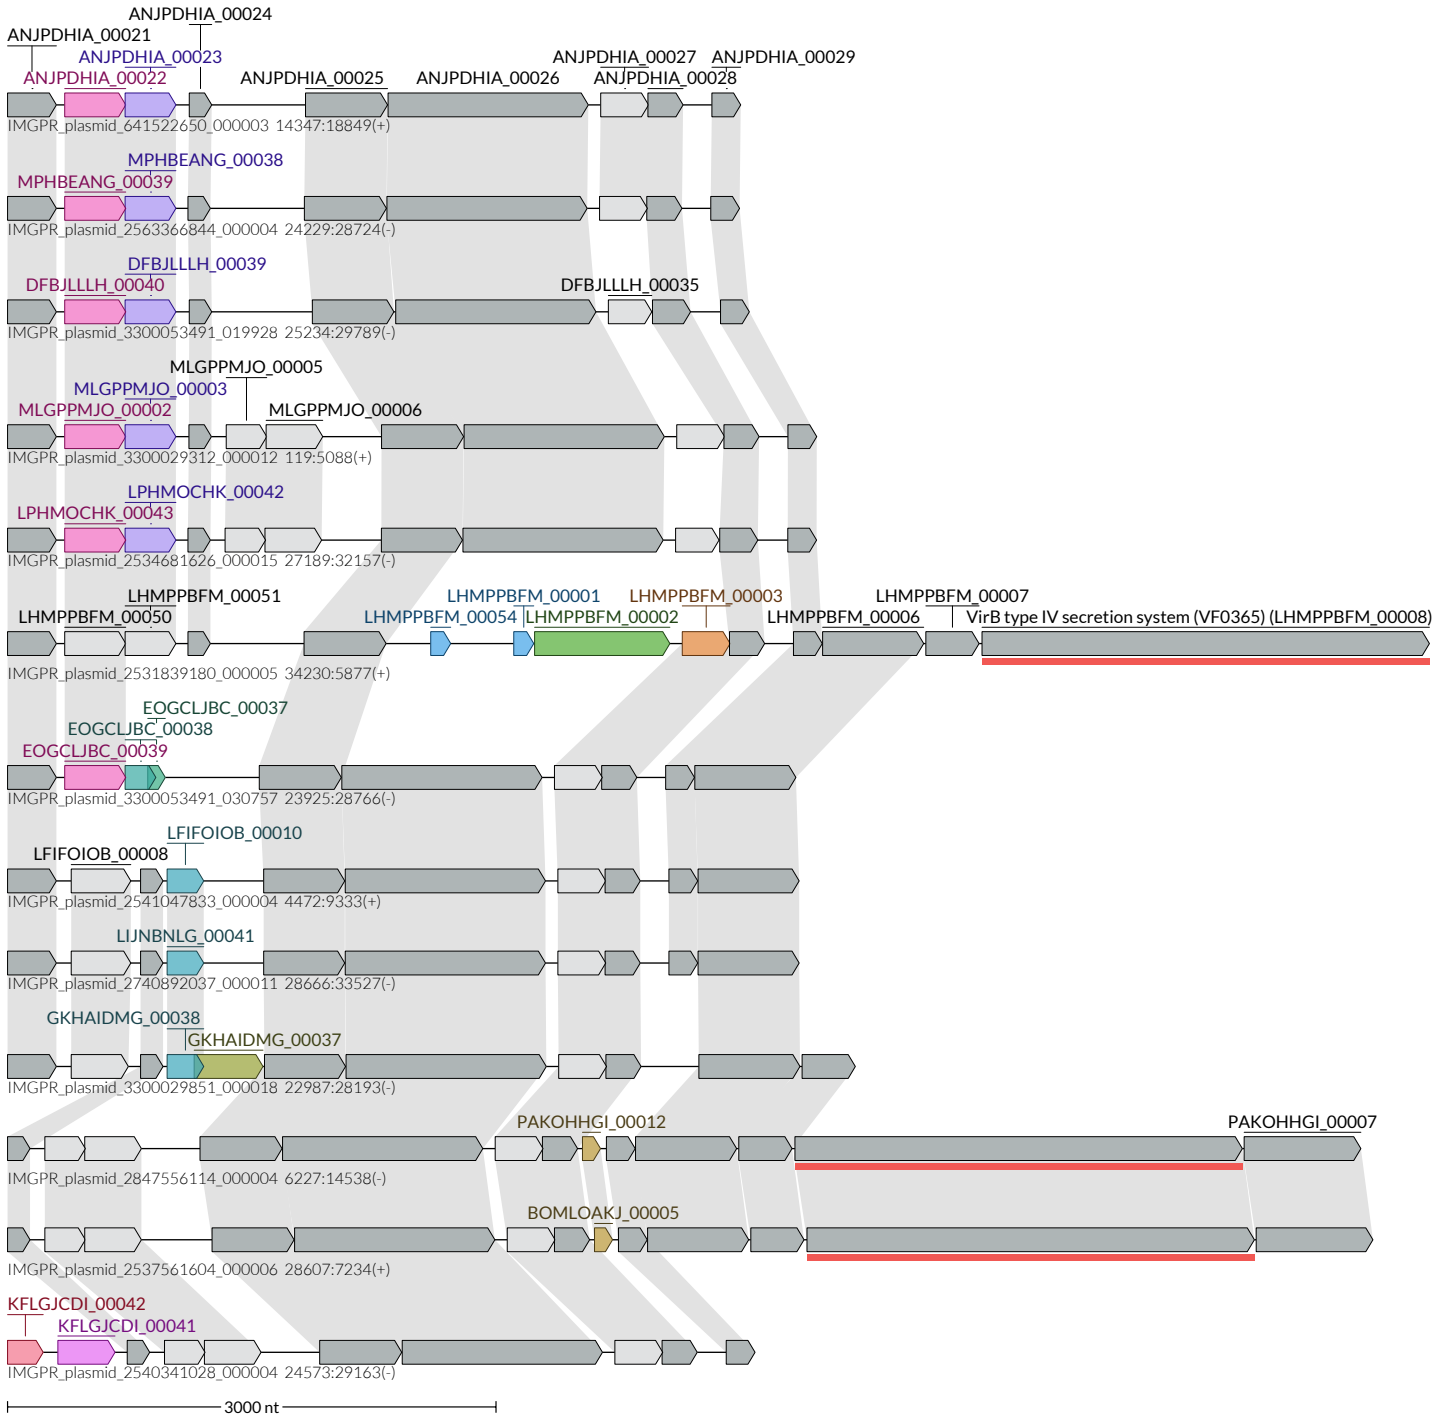 ANJPDHIA_00024
ANJPDHIA_00021
ANJPDHIA_00023 ANJPDHIA_00027 ANJPDHIA_00029
ANJPDHIA_00022 ANJPDHIA_00025 ANJPDHIA_00026 ANJPDHIA_00028
IMGPR_plasmid_641522650_000003 14347:18849(+)
MPHBEANG_00038
MPHBEANG_00039
IMGPR_plasmid_2563366844_000004 24229:28724(-)
DFBJLLLH_00039
DFBJLLLH_00040 DFBJLLLH_00035
IMGPR_plasmid_3300053491_019928 25234:29789(-)
MLGPPMJO_00005
MLGPPMJO_00003
MLGPPMJO_00002 MLGPPMJO_00006
IMGPR_plasmid_3300029312_000012 119:5088(+)
LPHMOCHK_00042
LPHMOCHK_00043
IMGPR_plasmid_2534681626_000015 27189:32157(-)
LHMPPBFM_00051 LHMPPBFM_00001 LHMPPBFM_00003 LHMPPBFM_00007
LHMPPBFM_00050 LHMPPBFM_00054 LHMPPBFM_00002 LHMPPBFM_00006 VirB type IV secretion system (VF0365) (LHMPPBFM_00008)
IMGPR_plasmid_2531839180_000005 34230:5877(+)
EOGCLJBC_00037
EOGCLJBC_00038
EOGCLJBC_00039
IMGPR_plasmid_3300053491_030757 23925:28766(-)
LFIFOIOB_00010
LFIFOIOB_00008
IMGPR_plasmid_2541047833_000004 4472:9333(+)
LIJNBNLG_00041
IMGPR_plasmid_2740892037_000011 28666:33527(-)
GKHAIDMG_00038
GKHAIDMG_00037
IMGPR_plasmid_3300029851_000018 22987:28193(-)
PAKOHHGI_00012 PAKOHHGI_00007
IMGPR_plasmid_2847556114_000004 6227:14538(-)
BOMLOAKJ_00005
IMGPR_plasmid_2537561604_000006 28607:7234(+)
KFLGJCDI_00042
KFLGJCDI_00041
IMGPR_plasmid_2540341028_000004 24573:29163(-)
3000 nt